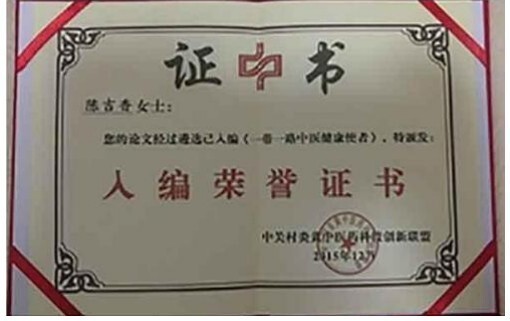 证书
陈吉香女士：
您的论文经过遴选已入编《一带一路中医健康使者》，特颁发：
入编荣誉证书
中关村炎黄中医药科技创新联盟
2015年12月